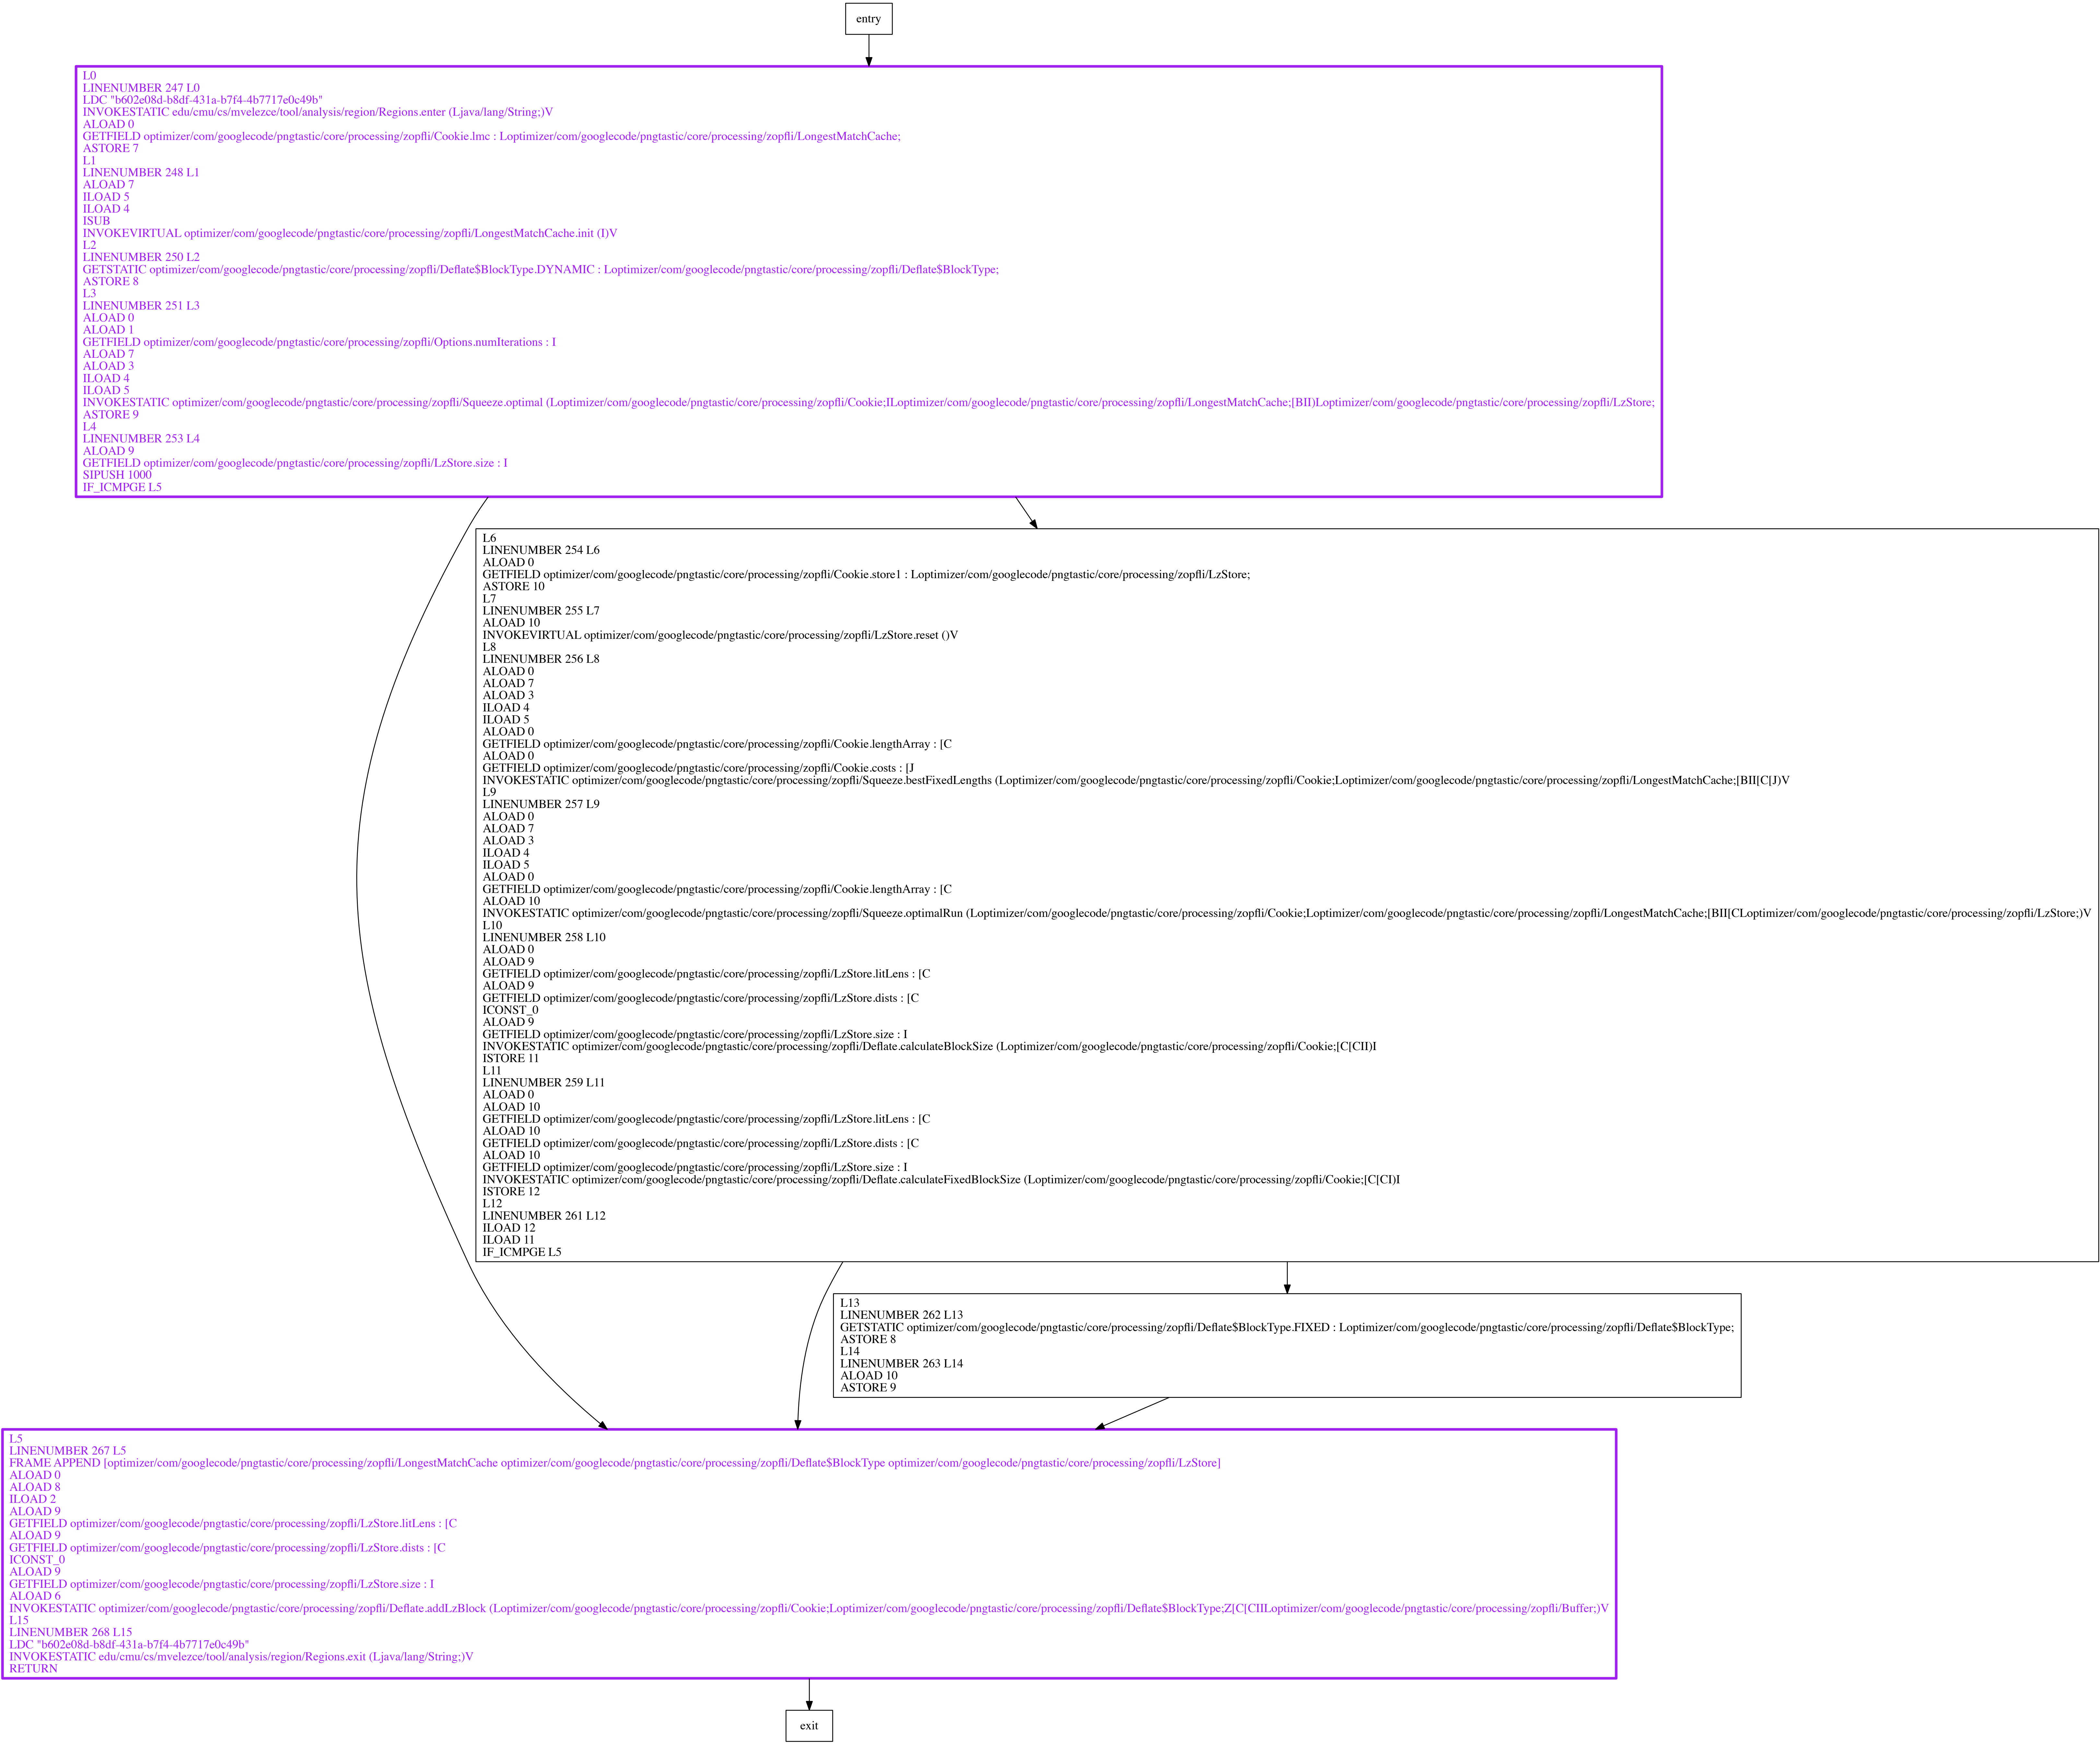 entry
L0
LINENUMBER 247 L0
LDC "b602e08d-b8df-431a-b7f4-4b7717e0c49b"
INVOKESTATIC edu/cmu/cs/mvelezce/tool/analysis/region/Regions.enter (Ljava/lang/String;)V
ALOAD 0
GETFIELD optimizer/com/googlecode/pngtastic/core/processing/zopfli/Cookie.lmc : Loptimizer/com/googlecode/pngtastic/core/processing/zopfli/LongestMatchCache;
ASTORE 7
L1
LINENUMBER 248 L1
ALOAD 7
ILOAD 5
ILOAD 4
ISUB
INVOKEVIRTUAL optimizer/com/googlecode/pngtastic/core/processing/zopfli/LongestMatchCache.init (I)V
L2
LINENUMBER 250 L2
GETSTATIC optimizer/com/googlecode/pngtastic/core/processing/zopfli/Deflate$BlockType.DYNAMIC : Loptimizer/com/googlecode/pngtastic/core/processing/zopfli/Deflate$BlockType;
ASTORE 8
L3
LINENUMBER 251 L3
ALOAD 0
ALOAD 1
GETFIELD optimizer/com/googlecode/pngtastic/core/processing/zopfli/Options.numIterations : I
ALOAD 7
ALOAD 3
ILOAD 4
ILOAD 5
INVOKESTATIC optimizer/com/googlecode/pngtastic/core/processing/zopfli/Squeeze.optimal (Loptimizer/com/googlecode/pngtastic/core/processing/zopfli/Cookie;ILoptimizer/com/googlecode/pngtastic/core/processing/zopfli/LongestMatchCache;[BII)Loptimizer/com/googlecode/pngtastic/core/processing/zopfli/LzStore;
ASTORE 9
L4
LINENUMBER 253 L4
ALOAD 9
GETFIELD optimizer/com/googlecode/pngtastic/core/processing/zopfli/LzStore.size : I
SIPUSH 1000
IF_ICMPGE L5
L6
LINENUMBER 254 L6
ALOAD 0
GETFIELD optimizer/com/googlecode/pngtastic/core/processing/zopfli/Cookie.store1 : Loptimizer/com/googlecode/pngtastic/core/processing/zopfli/LzStore;
ASTORE 10
L7
LINENUMBER 255 L7
ALOAD 10
INVOKEVIRTUAL optimizer/com/googlecode/pngtastic/core/processing/zopfli/LzStore.reset ()V
L8
LINENUMBER 256 L8
ALOAD 0
ALOAD 7
ALOAD 3
ILOAD 4
ILOAD 5
ALOAD 0
GETFIELD optimizer/com/googlecode/pngtastic/core/processing/zopfli/Cookie.lengthArray : [C
ALOAD 0
GETFIELD optimizer/com/googlecode/pngtastic/core/processing/zopfli/Cookie.costs : [J
INVOKESTATIC optimizer/com/googlecode/pngtastic/core/processing/zopfli/Squeeze.bestFixedLengths (Loptimizer/com/googlecode/pngtastic/core/processing/zopfli/Cookie;Loptimizer/com/googlecode/pngtastic/core/processing/zopfli/LongestMatchCache;[BII[C[J)V
L9
LINENUMBER 257 L9
ALOAD 0
ALOAD 7
ALOAD 3
ILOAD 4
ILOAD 5
ALOAD 0
GETFIELD optimizer/com/googlecode/pngtastic/core/processing/zopfli/Cookie.lengthArray : [C
ALOAD 10
INVOKESTATIC optimizer/com/googlecode/pngtastic/core/processing/zopfli/Squeeze.optimalRun (Loptimizer/com/googlecode/pngtastic/core/processing/zopfli/Cookie;Loptimizer/com/googlecode/pngtastic/core/processing/zopfli/LongestMatchCache;[BII[CLoptimizer/com/googlecode/pngtastic/core/processing/zopfli/LzStore;)V
L10
LINENUMBER 258 L10
ALOAD 0
ALOAD 9
GETFIELD optimizer/com/googlecode/pngtastic/core/processing/zopfli/LzStore.litLens : [C
ALOAD 9
GETFIELD optimizer/com/googlecode/pngtastic/core/processing/zopfli/LzStore.dists : [C
ICONST_0
ALOAD 9
GETFIELD optimizer/com/googlecode/pngtastic/core/processing/zopfli/LzStore.size : I
INVOKESTATIC optimizer/com/googlecode/pngtastic/core/processing/zopfli/Deflate.calculateBlockSize (Loptimizer/com/googlecode/pngtastic/core/processing/zopfli/Cookie;[C[CII)I
ISTORE 11
L11
LINENUMBER 259 L11
ALOAD 0
ALOAD 10
GETFIELD optimizer/com/googlecode/pngtastic/core/processing/zopfli/LzStore.litLens : [C
ALOAD 10
GETFIELD optimizer/com/googlecode/pngtastic/core/processing/zopfli/LzStore.dists : [C
ALOAD 10
GETFIELD optimizer/com/googlecode/pngtastic/core/processing/zopfli/LzStore.size : I
INVOKESTATIC optimizer/com/googlecode/pngtastic/core/processing/zopfli/Deflate.calculateFixedBlockSize (Loptimizer/com/googlecode/pngtastic/core/processing/zopfli/Cookie;[C[CI)I
ISTORE 12
L12
LINENUMBER 261 L12
ILOAD 12
ILOAD 11
IF_ICMPGE L5
L13
LINENUMBER 262 L13
GETSTATIC optimizer/com/googlecode/pngtastic/core/processing/zopfli/Deflate$BlockType.FIXED : Loptimizer/com/googlecode/pngtastic/core/processing/zopfli/Deflate$BlockType;
ASTORE 8
L14
LINENUMBER 263 L14
ALOAD 10
ASTORE 9
L5
LINENUMBER 267 L5
FRAME APPEND [optimizer/com/googlecode/pngtastic/core/processing/zopfli/LongestMatchCache optimizer/com/googlecode/pngtastic/core/processing/zopfli/Deflate$BlockType optimizer/com/googlecode/pngtastic/core/processing/zopfli/LzStore]
ALOAD 0
ALOAD 8
ILOAD 2
ALOAD 9
GETFIELD optimizer/com/googlecode/pngtastic/core/processing/zopfli/LzStore.litLens : [C
ALOAD 9
GETFIELD optimizer/com/googlecode/pngtastic/core/processing/zopfli/LzStore.dists : [C
ICONST_0
ALOAD 9
GETFIELD optimizer/com/googlecode/pngtastic/core/processing/zopfli/LzStore.size : I
ALOAD 6
INVOKESTATIC optimizer/com/googlecode/pngtastic/core/processing/zopfli/Deflate.addLzBlock (Loptimizer/com/googlecode/pngtastic/core/processing/zopfli/Cookie;Loptimizer/com/googlecode/pngtastic/core/processing/zopfli/Deflate$BlockType;Z[C[CIILoptimizer/com/googlecode/pngtastic/core/processing/zopfli/Buffer;)V
L15
LINENUMBER 268 L15
LDC "b602e08d-b8df-431a-b7f4-4b7717e0c49b"
INVOKESTATIC edu/cmu/cs/mvelezce/tool/analysis/region/Regions.exit (Ljava/lang/String;)V
RETURN
exit